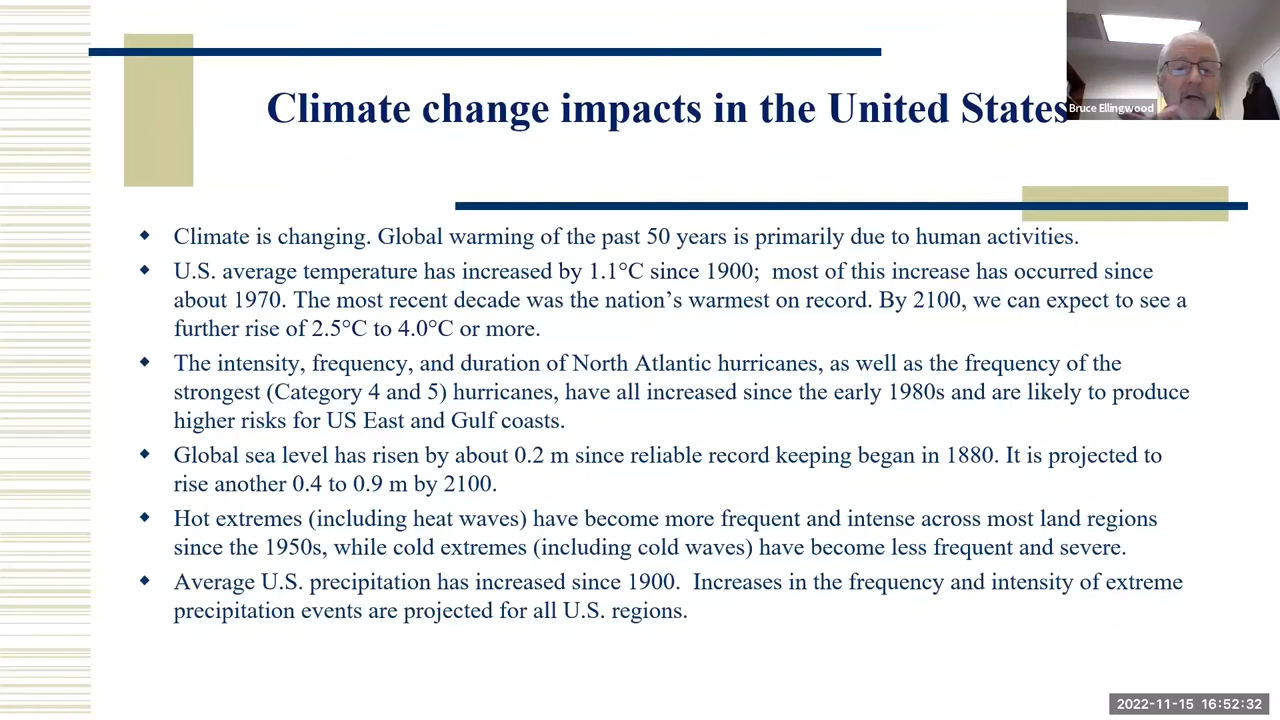 Climate change impacts in the United States
Bruce Ellingwood
Climate is changing. Global warming of the past 50 years is primarily due to human activities.
U.S. average temperature has increased by 1.1°C since 1900;  most of this increase has occurred since
about 1970. The most recent decade was the nation’s warmest on record. By 2100, we can expect to see a
further rise of 2.5°C to 4.0°C or more.
The intensity, frequency, and duration of North Atlantic hurricanes, as well as the frequency of the
strongest (Category 4 and 5) hurricanes, have all increased since the early 1980s and are likely to produce
higher risks for US East and Gulf coasts.
Global sea level has risen by about 0.2 m since reliable record keeping began in 1880. It is projected to
rise another 0.4 to 0.9 m by 2100.
Hot extremes (including heat waves) have become more frequent and intense across most land regions
since the 1950s, while cold extremes (including cold waves) have become less frequent and severe.
Average U.S. precipitation has increased since 1900.  Increases in the frequency and intensity of extreme
precipitation events are projected for all U.S. regions.
2022-11-15 16:52:32